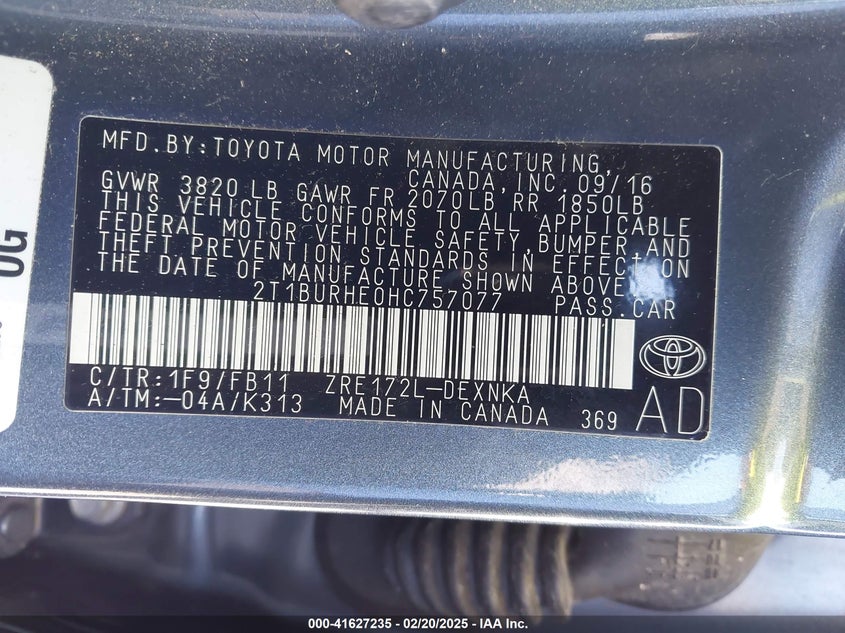 MFD.BY:TOYOTA MOTOR MANUFACTURING,
CANADA,INC.09/16
GVWR 3820 LB GAWR FR 2070LB RR 1850LB
THIS VEHICLE CONFORMS TO ALL APPLICABLE
FEDERAL MOTOR VEHICLE SAFETY,BUMPER,AND
THEFT PREVENTION STANDARDS IN EFFECT ON
THE DATE OF MANUFACTURE SHOWN ABOVE.
2T1BURHE0HC757077 PASS.CAR
C/TR:1F9/FB11 ZRE172L-DEXNKA
A/TM:-04A/K313 MADE IN CANADA 369
AD
OG
000-41627235 - 02/20/2025 - IAA Inc.